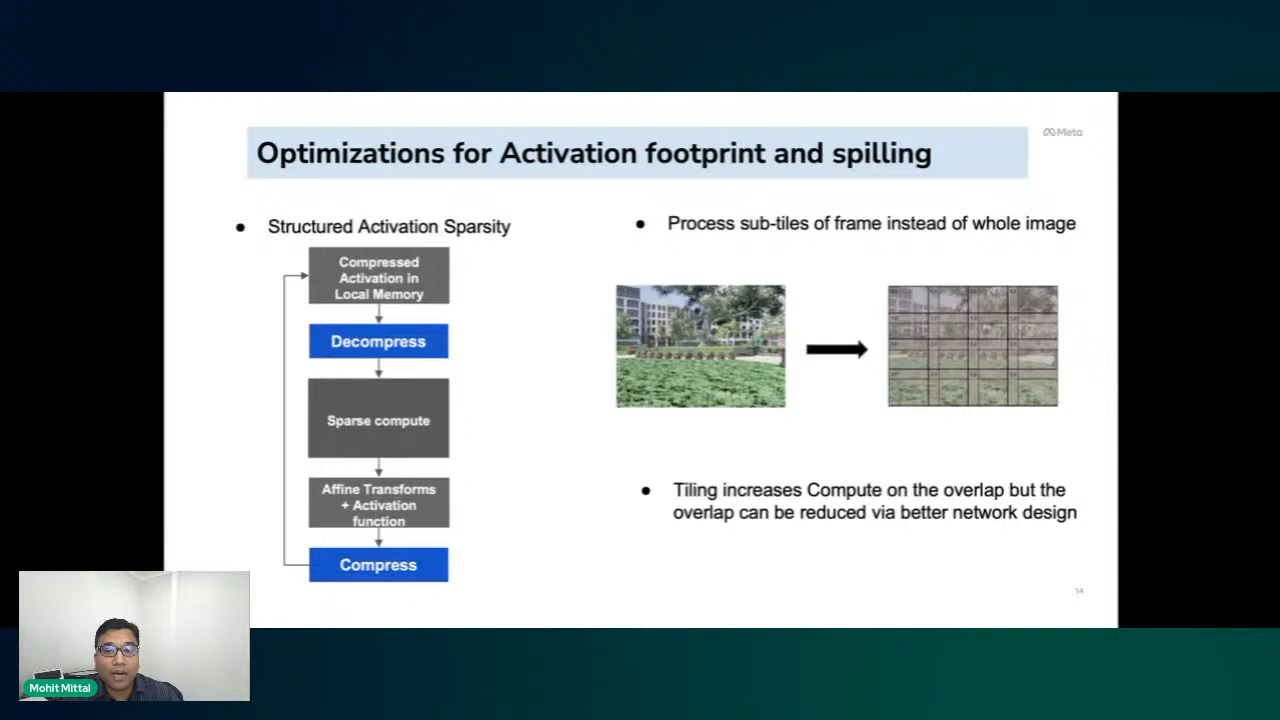 Optimizations for Activation footprint and spilling
Meta
● Structured Activation Sparsity
Compressed
Activation in
Local Memory
Decompress
Sparse compute
Affine Transforms
+ Activation
function
Compress
● Process sub-tiles of frame instead of whole image
● Tiling increases Compute on the overlap but the
overlap can be reduced via better network design
14
Mohit Mittal